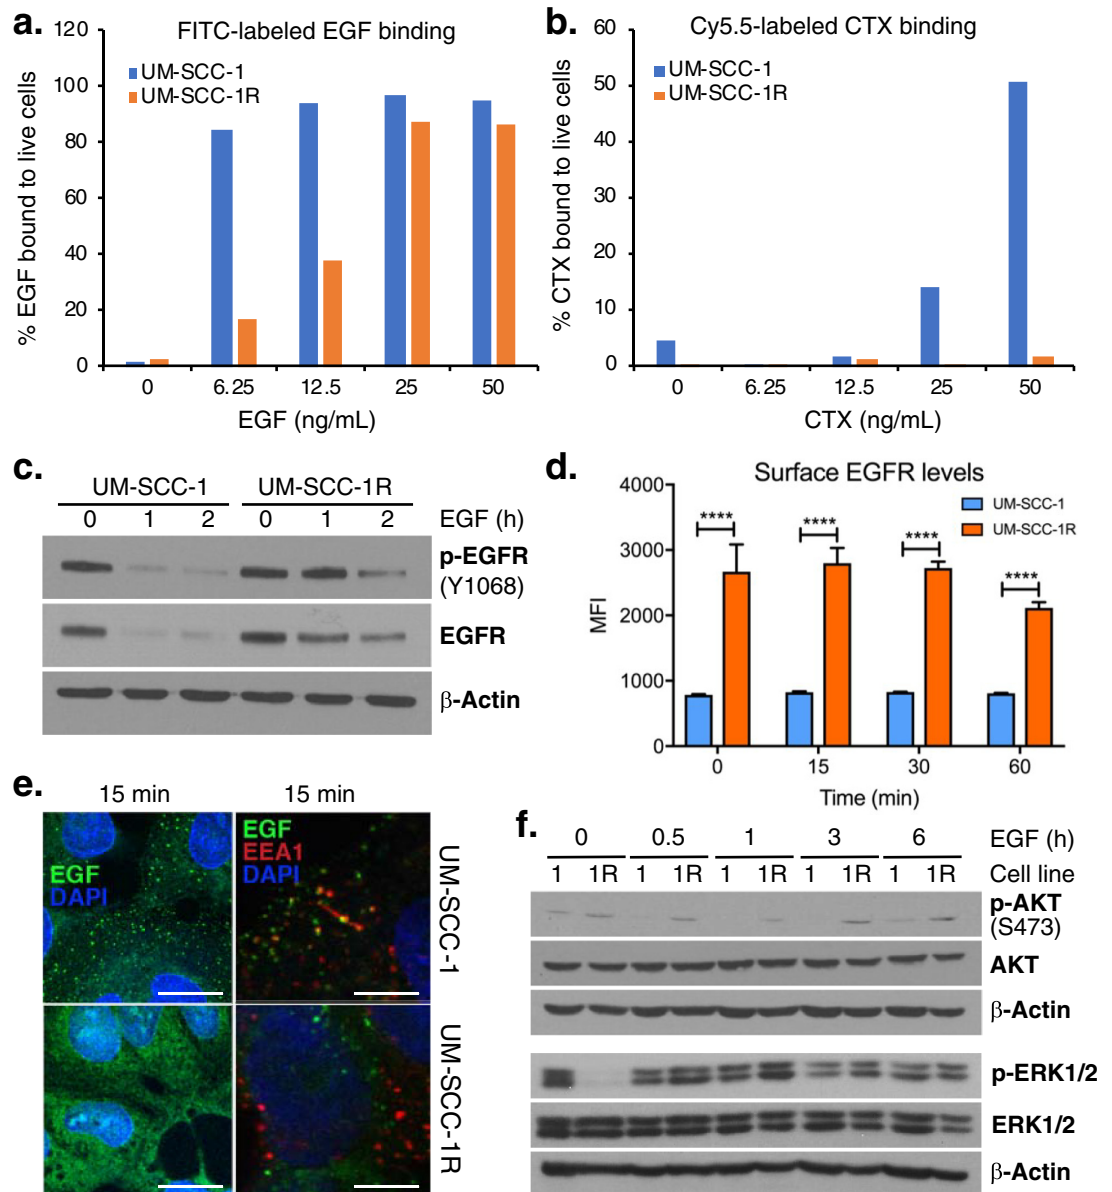 a.
FITC-labeled EGF binding
UM-SCC-1
UM-SCC-1R
% EGF bound to live cells
120
100
80
60
40
20
0
0 6.25 12.5 25 50
EGF (ng/mL)
b.
Cy5.5-labeled CTX binding
UM-SCC-1
UM-SCC-1R
% CTX bound to live cells
60
50
40
30
20
10
0
0 6.25 12.5 25 50
CTX (ng/mL)
c.
UM-SCC-1 UM-SCC-1R
0 1 2 0 1 2 EGF (h)
p-EGFR
(Y1068)
EGFR
β-Actin
d.
Surface EGFR levels
UM-SCC-1
UM-SCC-1R
MFI
4000
3000
2000
1000
0
**** **** **** ****
0 15 30 60
Time (min)
e.
15 min 15 min
EGF
DAPI
EGF
EEA1
DAPI
UM-SCC-1
UM-SCC-1R
f.
0 0.5 1 3 6 EGF (h)
1 1R 1 1R 1 1R 1 1R 1 1R Cell line
p-AKT
(S473)
AKT
β-Actin
p-ERK1/2
ERK1/2
β-Actin